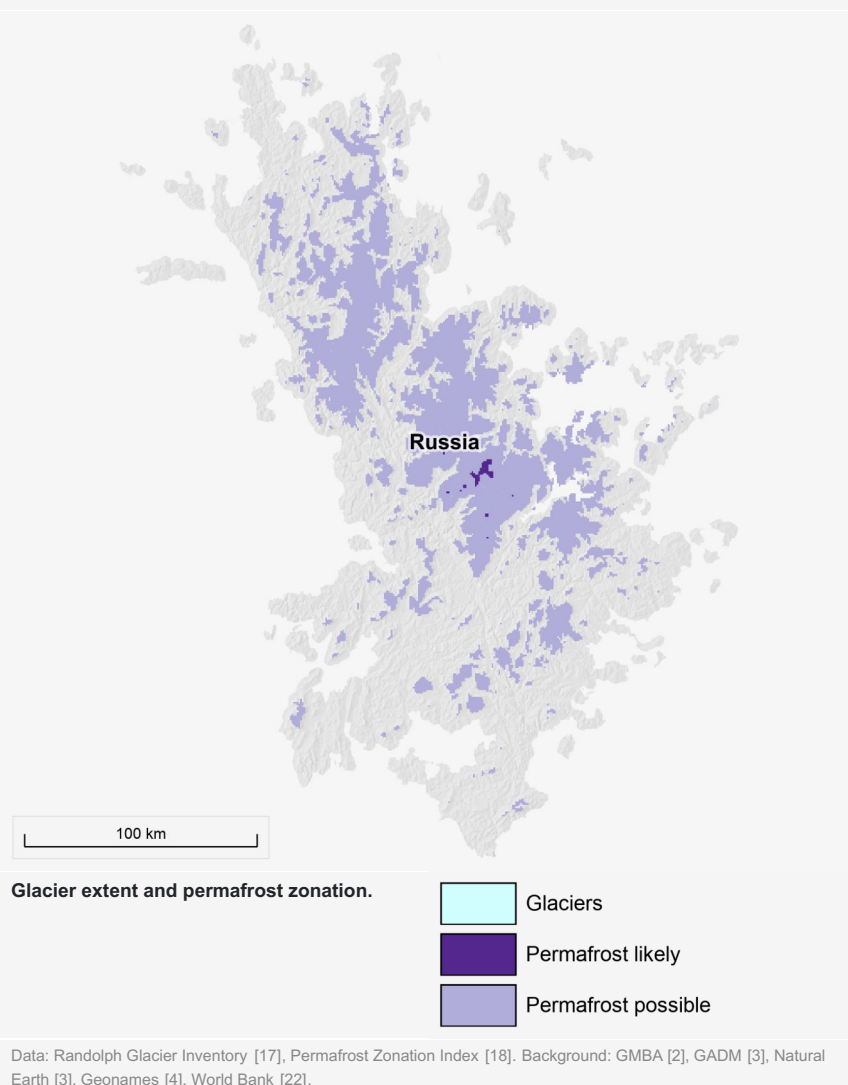 Russia
100 km
Glacier extent and permafrost zonation.
Glaciers
Permafrost likely
Permafrost possible
Data: Randolph Glacier Inventory [17], Permafrost Zonation Index [18]. Background: GMBA [2], GADM [3], Natural
Earth [3], Geonames [4], World Bank [22].